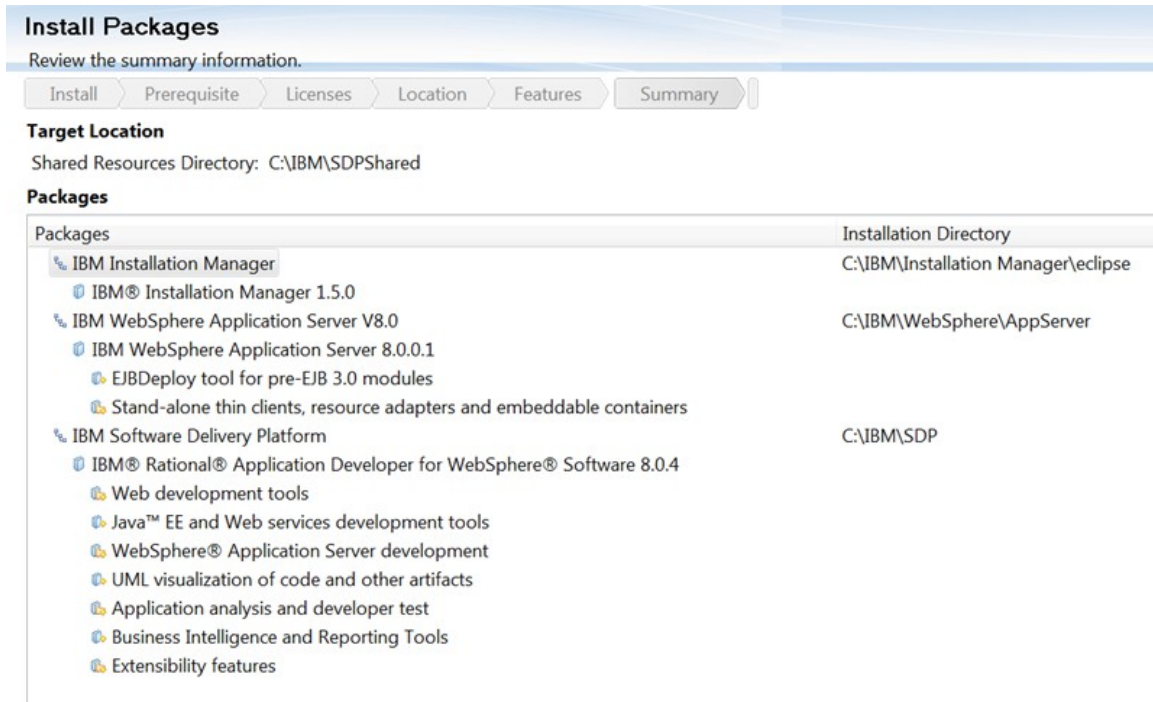 Install Packages
Review the summary information.
Install Prerequisite Licenses Location Features Summary
Target Location
Shared Resources Directory: C:\IBM\SDPShared
Packages
Packages Installation Directory
IBM Installation Manager C:\IBM\Installation Manager\eclipse
IBM® Installation Manager 1.5.0
IBM WebSphere Application Server V8.0 C:\IBM\WebSphere\AppServer
IBM WebSphere Application Server 8.0.0.1
EJBDeploy tool for pre-EJB 3.0 modules
Stand-alone thin clients, resource adapters and embeddable containers
IBM Software Delivery Platform C:\IBM\SDP
IBM® Rational® Application Developer for WebSphere® Software 8.0.4
Web development tools
Java™ EE and Web services development tools
WebSphere® Application Server development
UML visualization of code and other artifacts
Application analysis and developer test
Business Intelligence and Reporting Tools
Extensibility features